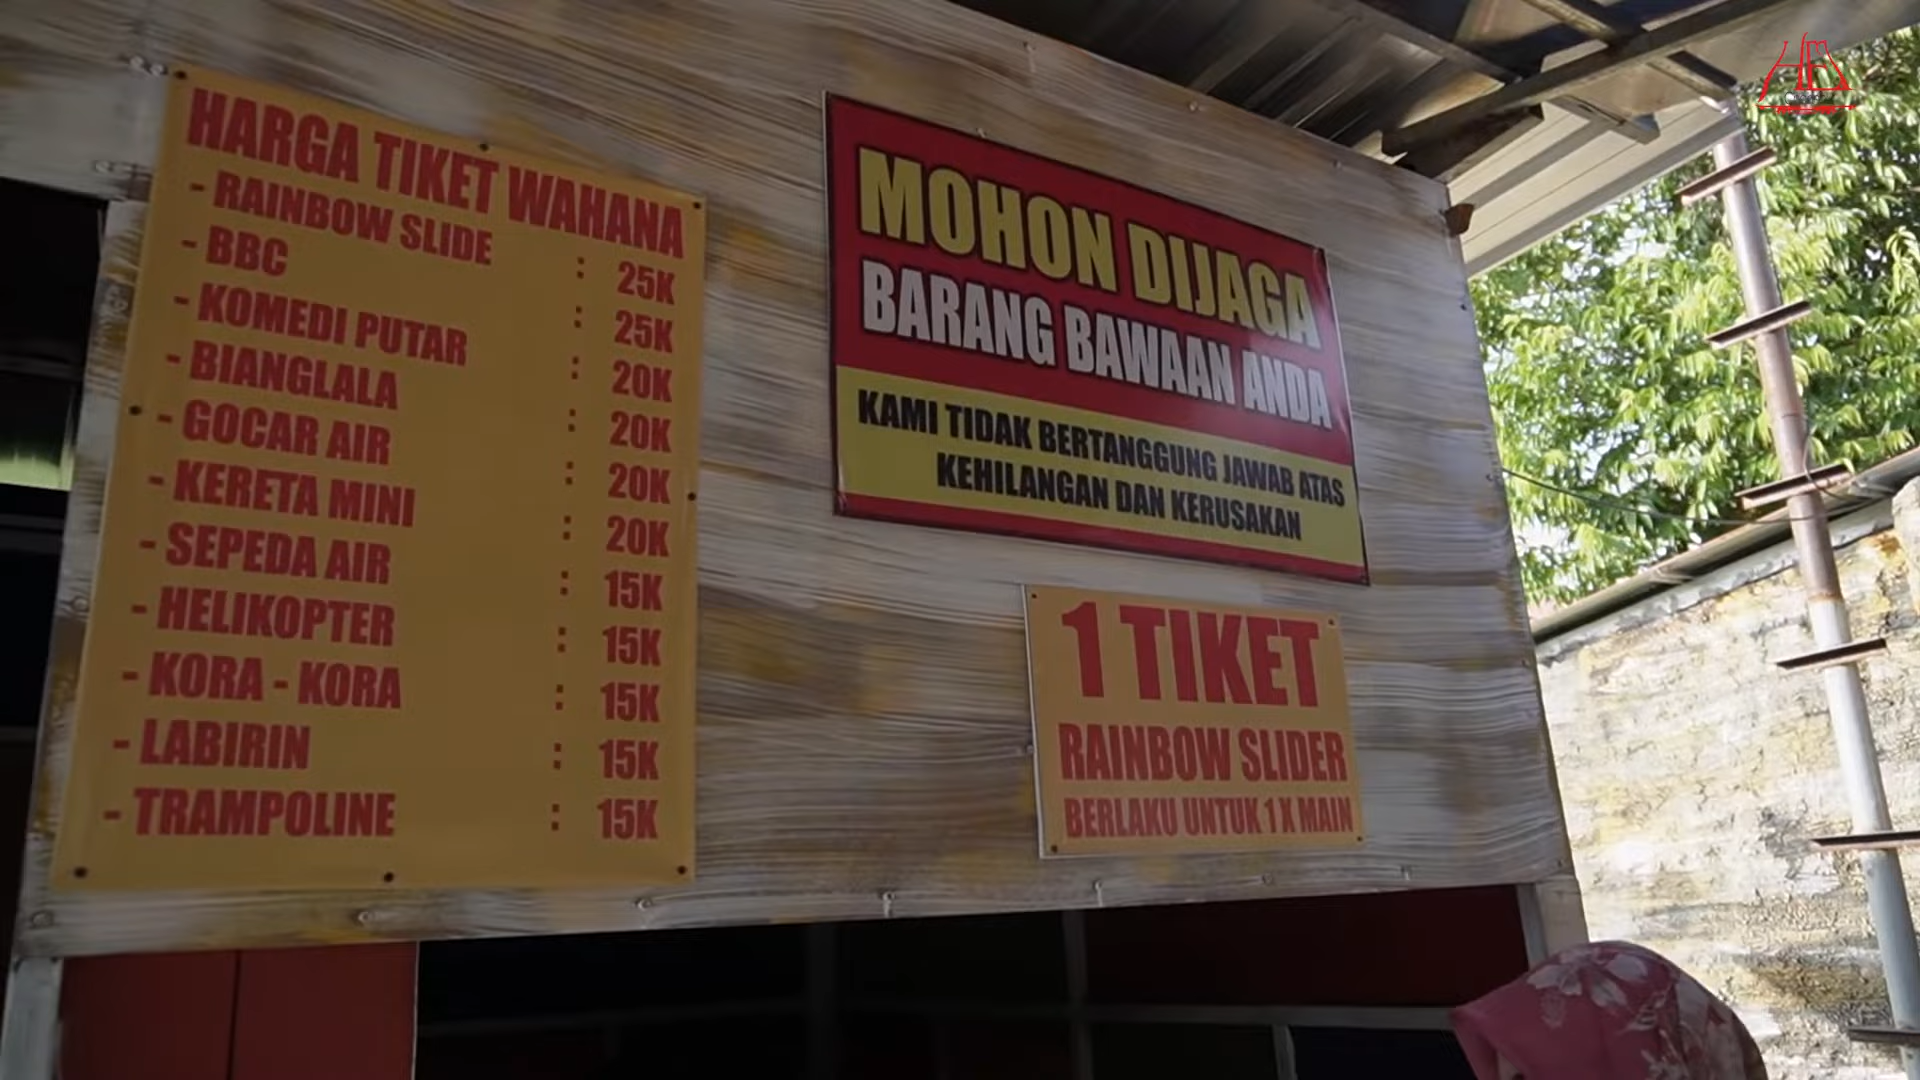 HARGA TIKET WAHANA
- RAINBOW SLIDE : 25K
- BBC : 25K
- KOMEDI PUTAR : 20K
- BIANGLALA : 20K
- GOCAR AIR : 20K
- KERETA MINI : 20K
- SEPEDA AIR : 15K
- HELIKOPTER : 15K
- KORA - KORA : 15K
- LABIRIN : 15K
- TRAMPOLINE : 15K
MOHON DIJAGA
BARANG BAWAAN ANDA
KAMI TIDAK BERTANGGUNG JAWAB ATAS
KEHILANGAN DAN KERUSAKAN
1 TIKET
RAINBOW SLIDER
BERLAKU UNTUK 1 X MAIN